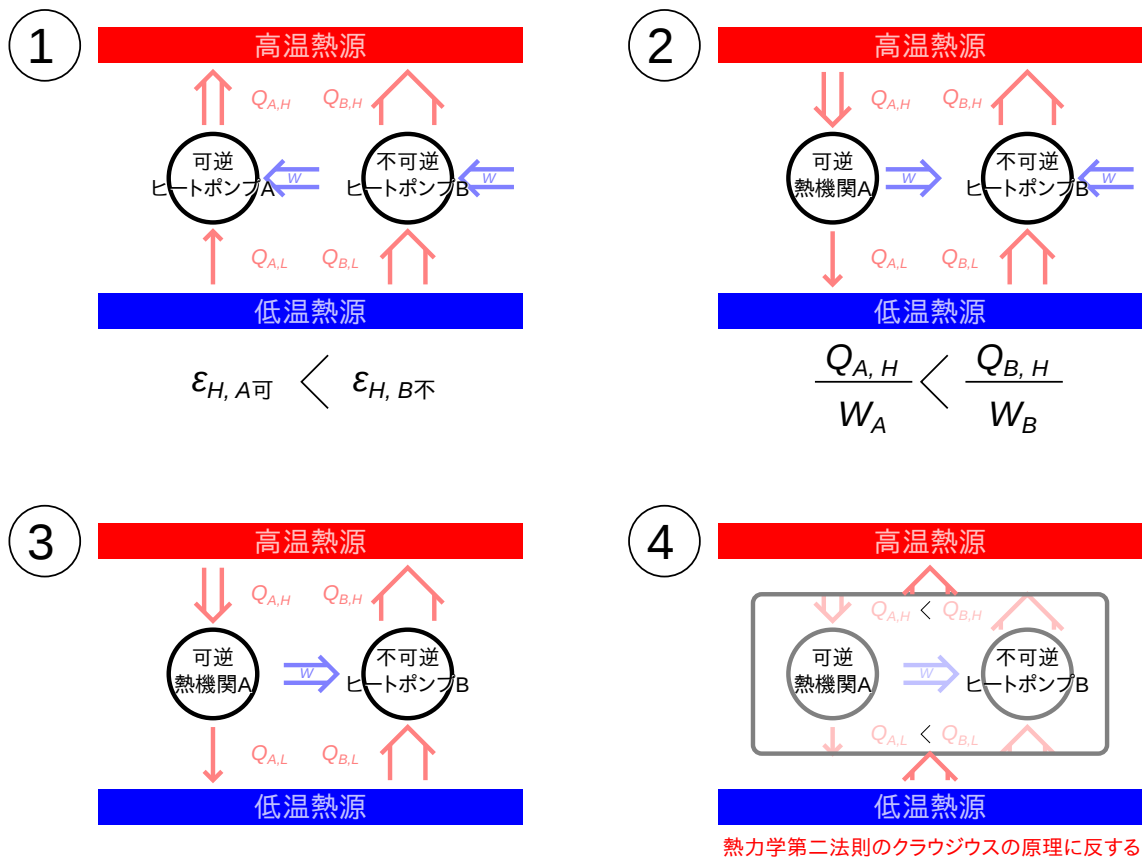 1
高温熱源
Q_{A,H} Q_{B,H}
可逆
ヒートポンプA
W
不可逆
ヒートポンプB
W
Q_{A,L} Q_{B,L}
低温熱源
ε_{H, A可} < ε_{H, B不}
2
高温熱源
Q_{A,H} Q_{B,H}
可逆
熱機関A
W
不可逆
ヒートポンプB
W
Q_{A,L} Q_{B,L}
低温熱源
Q_{A, H} < Q_{B, H}
W_A W_B
3
高温熱源
Q_{A,H} Q_{B,H}
可逆
熱機関A
W
不可逆
ヒートポンプB
Q_{A,L} Q_{B,L}
低温熱源
4
高温熱源
Q_{A,H} < Q_{B,H}
可逆
熱機関A
W
不可逆
ヒートポンプB
Q_{A,L} < Q_{B,L}
低温熱源
熱力学第二法則のクラウジウスの原理に反する